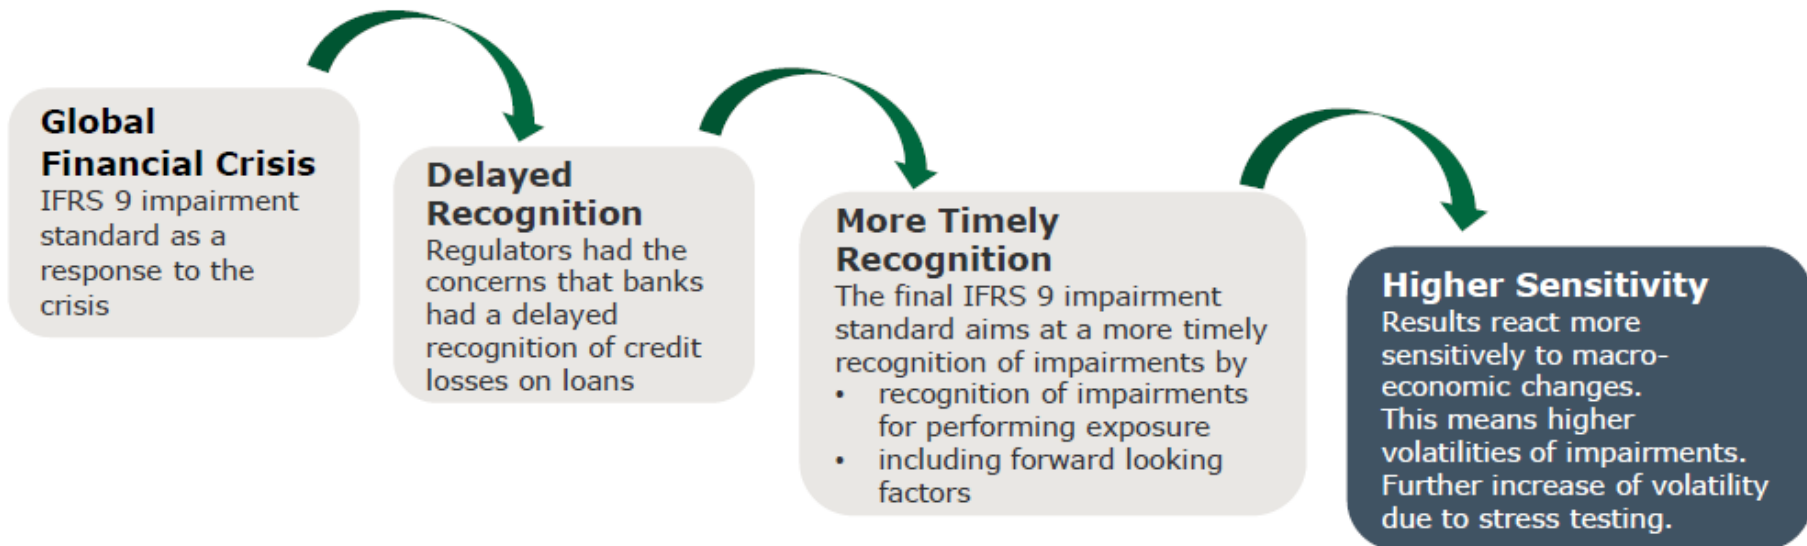 Global
Financial Crisis
IFRS 9 impairment
standard as a
response to the
crisis
Delayed
Recognition
Regulators had the
concerns that banks
had a delayed
recognition of credit
losses on loans
More Timely
Recognition
The final IFRS 9 impairment
standard aims at a more timely
recognition of impairments by
• recognition of impairments
for performing exposure
• including forward looking
factors
Higher Sensitivity
Results react more
sensitively to macro-
economic changes.
This means higher
volatilities of impairments.
Further increase of volatility
due to stress testing.